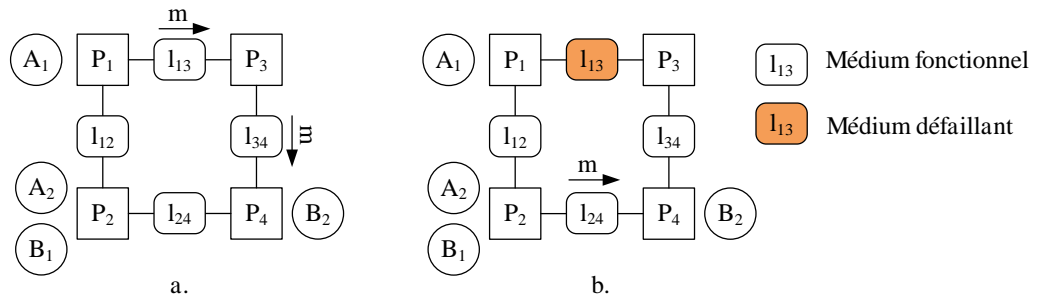 m
A₁ P₁ l₁₃ P₃ A₁ P₁ l₁₃ P₃ l₁₃ Médium fonctionnel
l₁₂ l₃₄ m l₁₂ l₃₄ l₁₃ Médium défaillant
m
A₂ A₂
P₂ l₂₄ P₄ B₂ P₂ l₂₄ P₄ B₂
B₁ B₁
a. b.